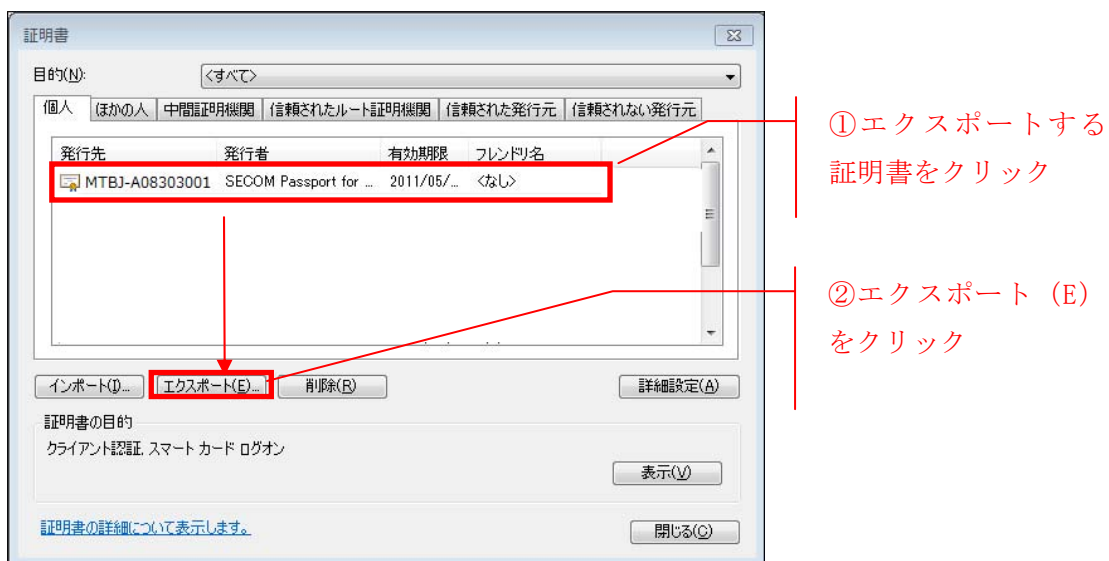 証明書
目的(N):
<すべて>
個人
ほかの人
中間証明機関
信頼されたルート証明機関
信頼された発行元
信頼されない発行元
発行先
発行者
有効期限
フレンドリ名
MTBJ-A08303001
SECOM Passport for ...
2011/05/...
<なし>
①エクスポートする
証明書をクリック
②エクスポート（E）
をクリック
インポート(I)...
エクスポート(E)...
削除(R)
詳細設定(A)
証明書の目的
クライアント認証, スマート カード ログオン
表示(V)
証明書の詳細について表示します。
閉じる(C)